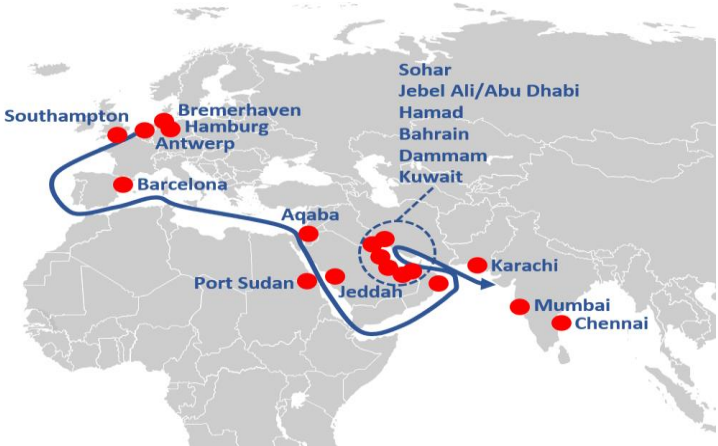 Sohar
Jebel Ali/Abu Dhabi
Hamad
Bahrain
Dammam
Kuwait
Southampton
Bremerhaven
Hamburg
Antwerp
Barcelona
Aqaba
Port Sudan
Jeddah
Karachi
Mumbai
Chennai